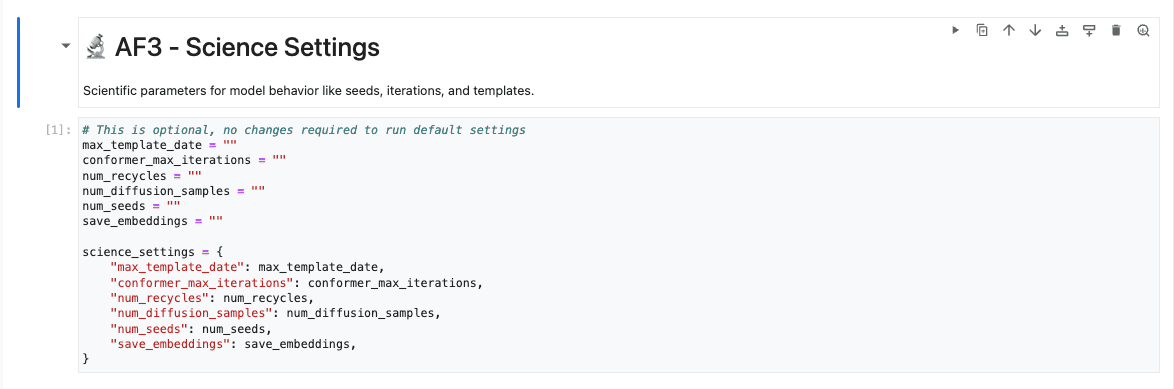 AF3 - Science Settings
Scientific parameters for model behavior like seeds, iterations, and templates.
[1]:
# This is optional, no changes required to run default settings
max_template_date = ""
conformer_max_iterations = ""
num_recycles = ""
num_diffusion_samples = ""
num_seeds = ""
save_embeddings = ""
science_settings = {
"max_template_date": max_template_date,
"conformer_max_iterations": conformer_max_iterations,
"num_recycles": num_recycles,
"num_diffusion_samples": num_diffusion_samples,
"num_seeds": num_seeds,
"save_embeddings": save_embeddings,
}